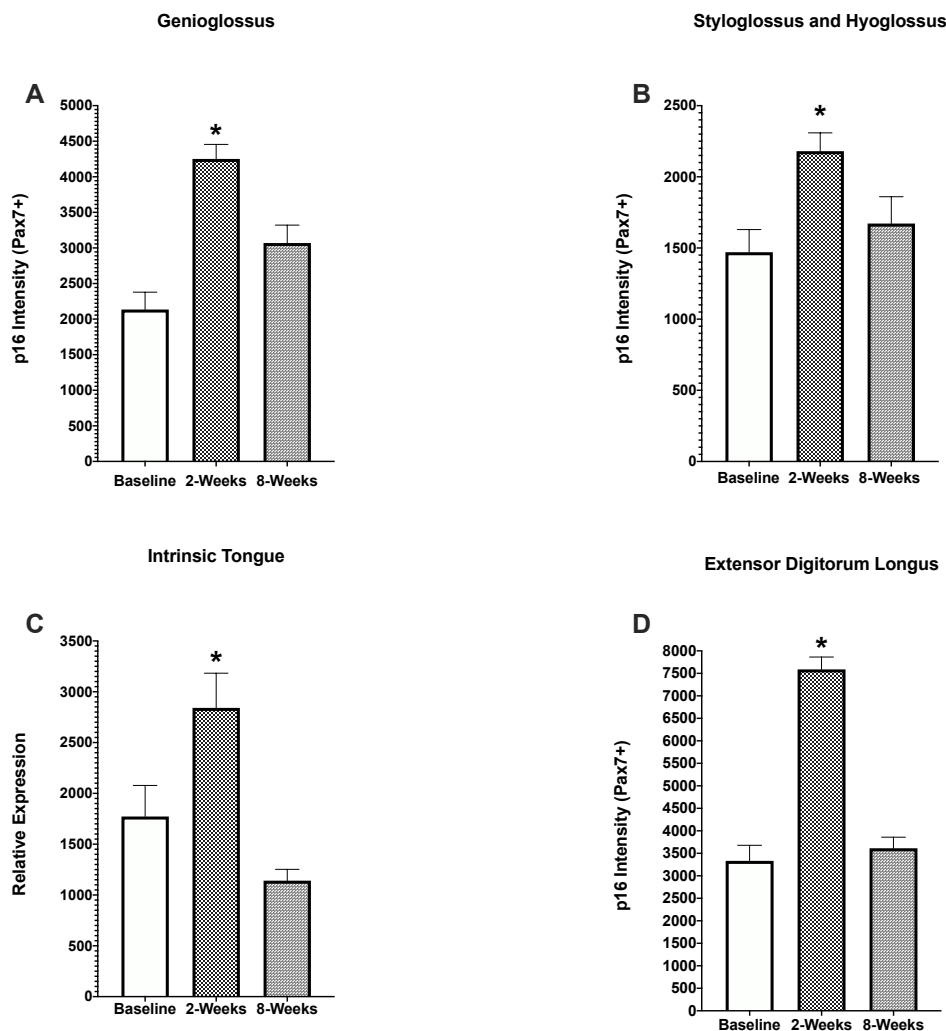 Genioglossus
Styloglossus and Hyoglossus
A
p16 Intensity (Pax7+)
5000
4500
4000
3500
3000
2500
2000
1500
1000
500
0
*
Baseline 2-Weeks 8-Weeks
B
p16 Intensity (Pax7+)
2500
2000
1500
1000
500
0
*
Baseline 2-Weeks 8-Weeks
Intrinsic Tongue
Extensor Digitorum Longus
C
Relative Expression
3500
3000
2500
2000
1500
1000
500
0
*
Baseline 2-Weeks 8-Weeks
D
p16 Intensity (Pax7+)
8000
7500
7000
6500
6000
5500
5000
4500
4000
3500
3000
2500
2000
1500
1000
500
0
*
Baseline 2-Weeks 8-Weeks